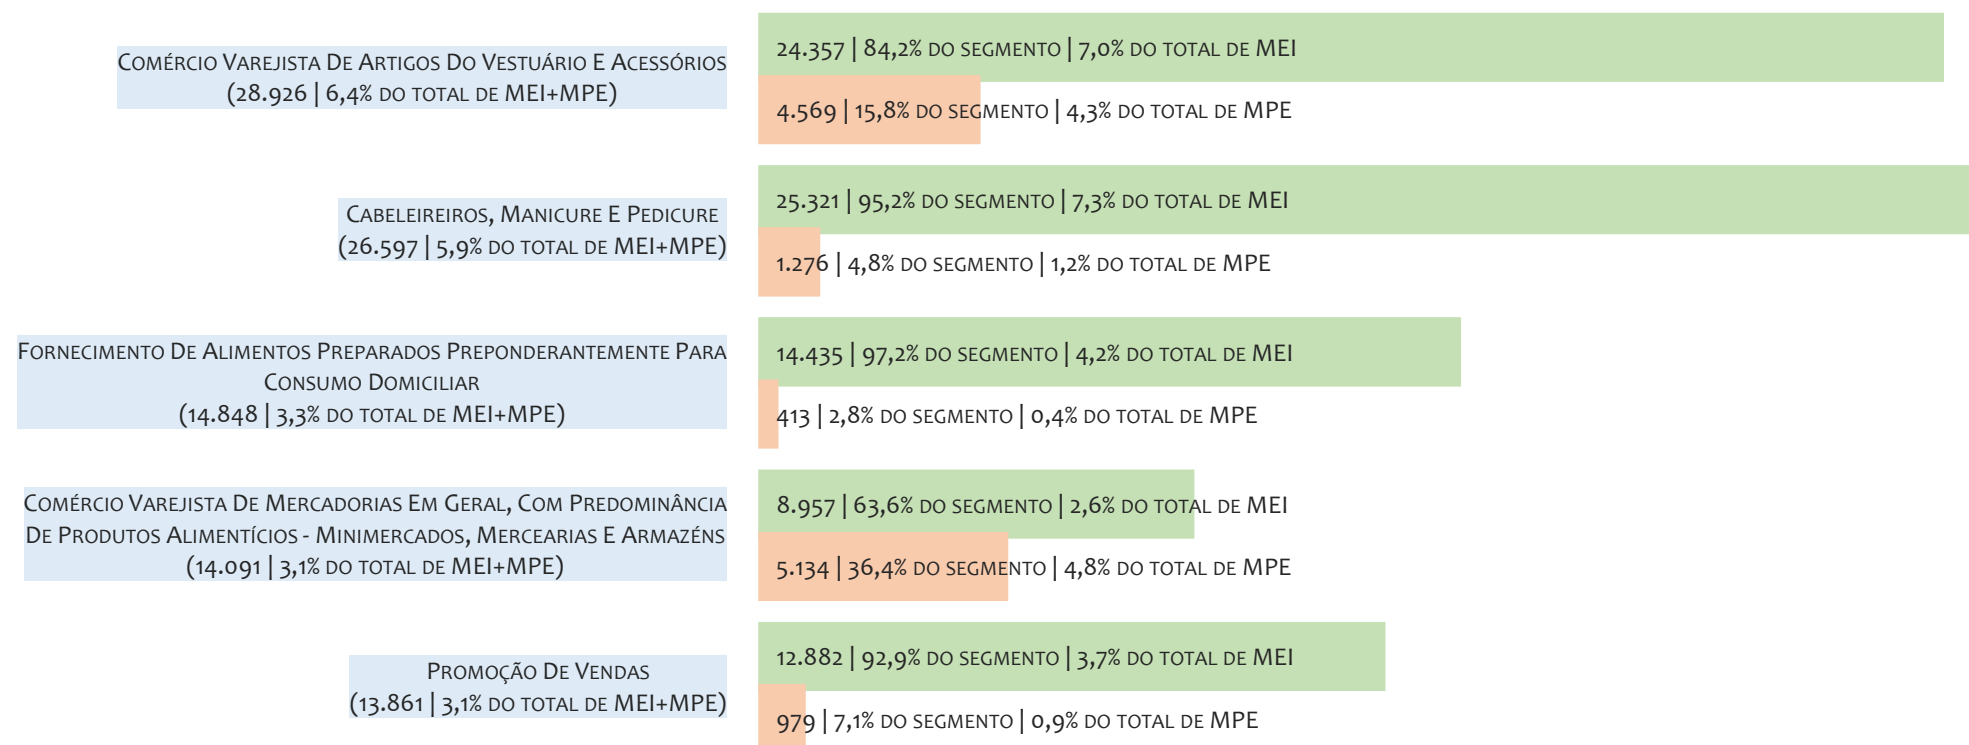 Comércio Varejista De Artigos Do Vestuário E Acessórios
(28.926 | 6,4% do total de MEI+MPE)
24.357 | 84,2% do segmento | 7,0% do total de MEI
4.569 | 15,8% do segmento | 4,3% do total de MPE
Cabeleireiros, Manicure E Pedicure
(26.597 | 5,9% do total de MEI+MPE)
25.321 | 95,2% do segmento | 7,3% do total de MEI
1.276 | 4,8% do segmento | 1,2% do total de MPE
Fornecimento De Alimentos Preparados Preponderantemente Para
Consumo Domiciliar
(14.848 | 3,3% do total de MEI+MPE)
14.435 | 97,2% do segmento | 4,2% do total de MEI
413 | 2,8% do segmento | 0,4% do total de MPE
Comércio Varejista De Mercadorias Em Geral, Com Predominância
De Produtos Alimentícios - Minimercados, Mercearias E Armazéns
(14.091 | 3,1% do total de MEI+MPE)
8.957 | 63,6% do segmento | 2,6% do total de MEI
5.134 | 36,4% do segmento | 4,8% do total de MPE
Promoção De Vendas
(13.861 | 3,1% do total de MEI+MPE)
12.882 | 92,9% do segmento | 3,7% do total de MEI
979 | 7,1% do segmento | 0,9% do total de MPE